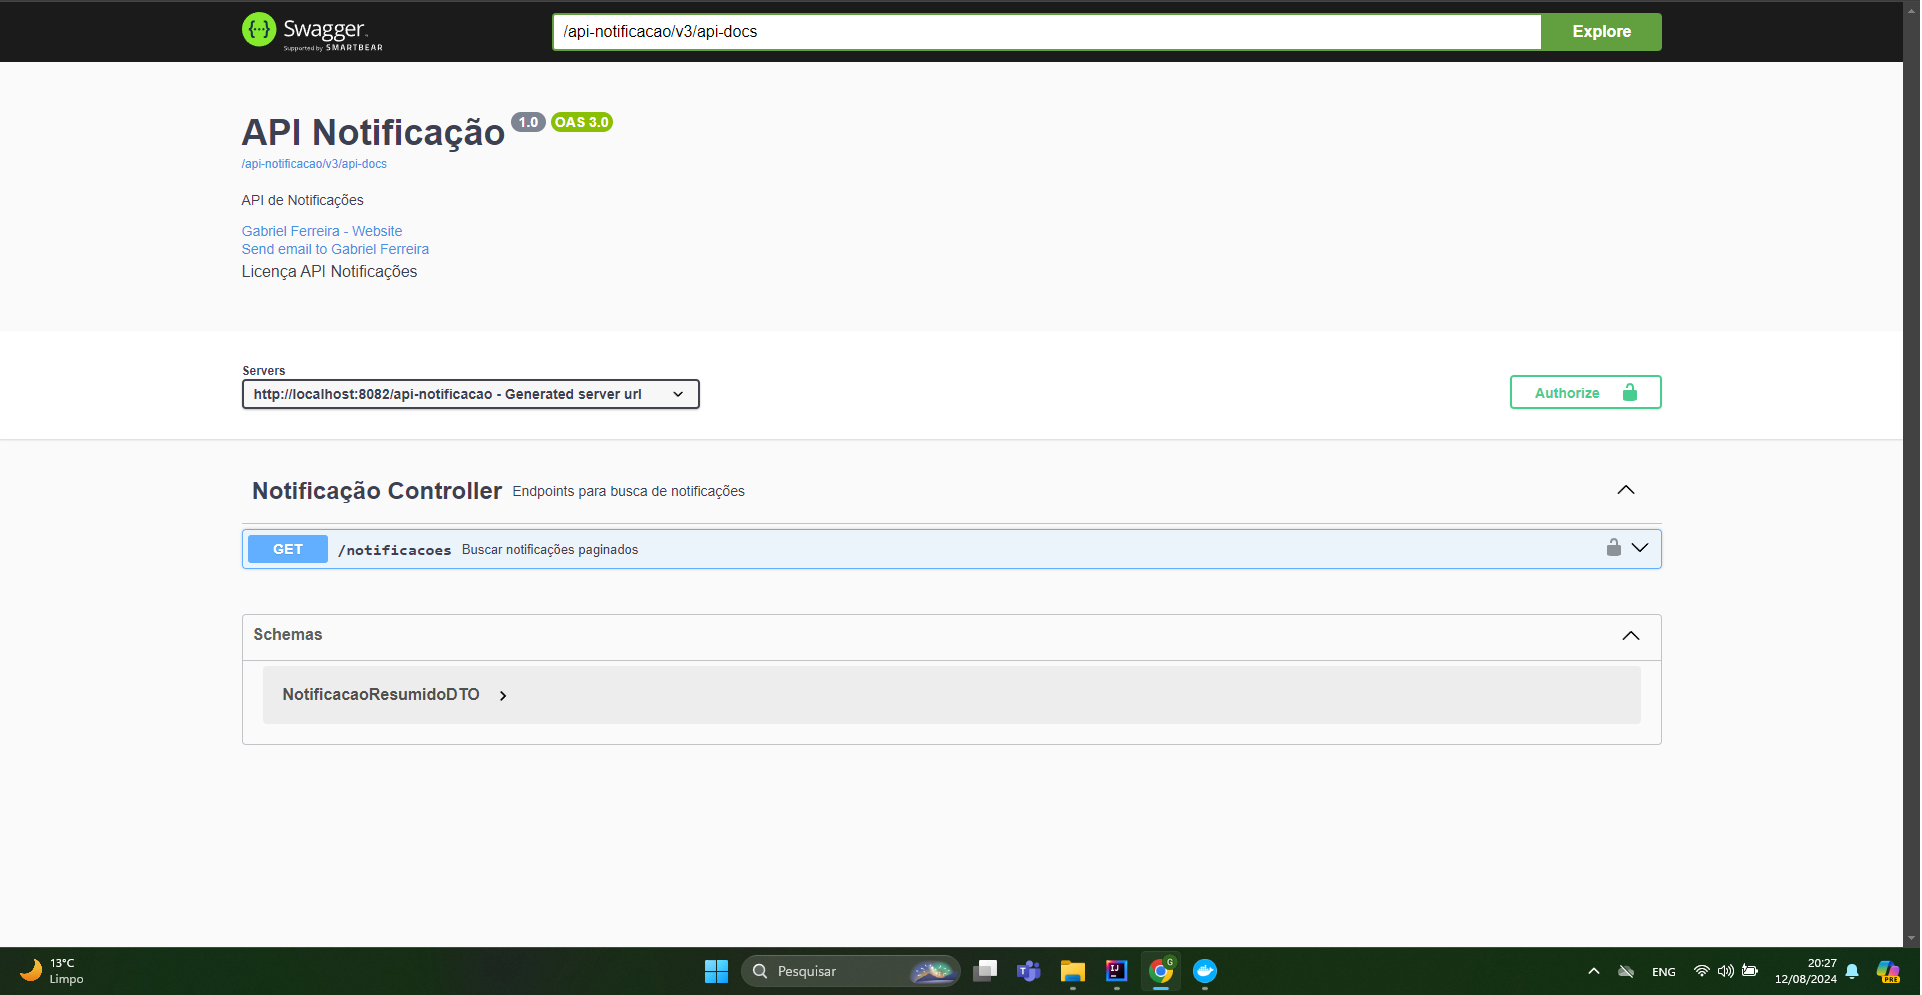 Swagger
Supported by SMARTBEAR
/api-notificacao/v3/api-docs
Explore
API Notificação 1.0 OAS 3.0
/api-notificacao/v3/api-docs
API de Notificações
Gabriel Ferreira - Website
Send email to Gabriel Ferreira
Licença API Notificações
Servers
http://localhost:8082/api-notificacao - Generated server url
Authorize
Notificação Controller Endpoints para busca de notificações
GET /notificacoes Buscar notificações paginados
Schemas
NotificacaoResumidoDTO
13°C
Limpo
Pesquisar
ENG
20:27
12/08/2024
PRE